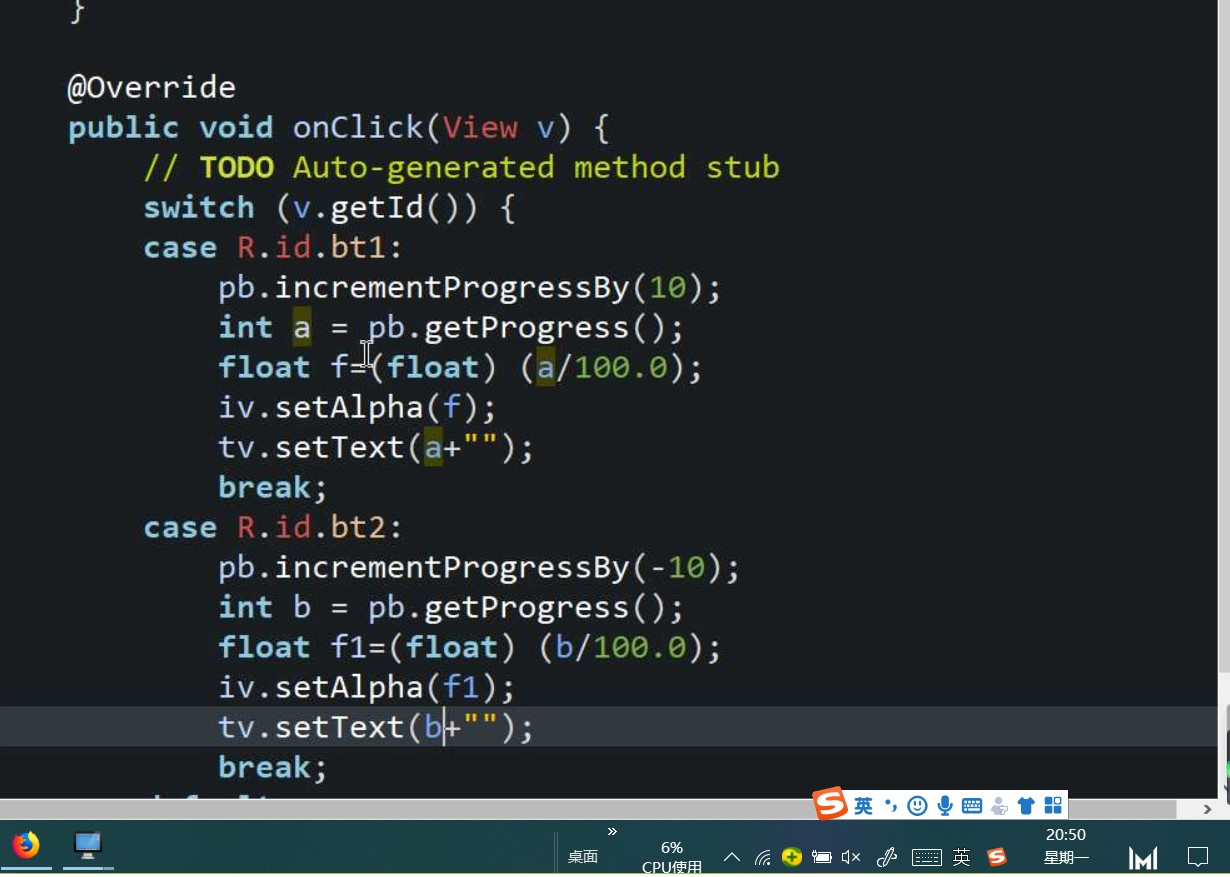 }
@Override
public void onClick(View v) {
// TODO Auto-generated method stub
switch (v.getId()) {
case R.id.bt1:
pb.incrementProgressBy(10);
int a = pb.getProgress();
float f=(float) (a/100.0);
iv.setAlpha(f);
tv.setText(a+"");
break;
case R.id.bt2:
pb.incrementProgressBy(-10);
int b = pb.getProgress();
float f1=(float) (b/100.0);
iv.setAlpha(f1);
tv.setText(b+"");
break;
S 英
桌面
6%
CPU使用
英
S
20:50
星期一